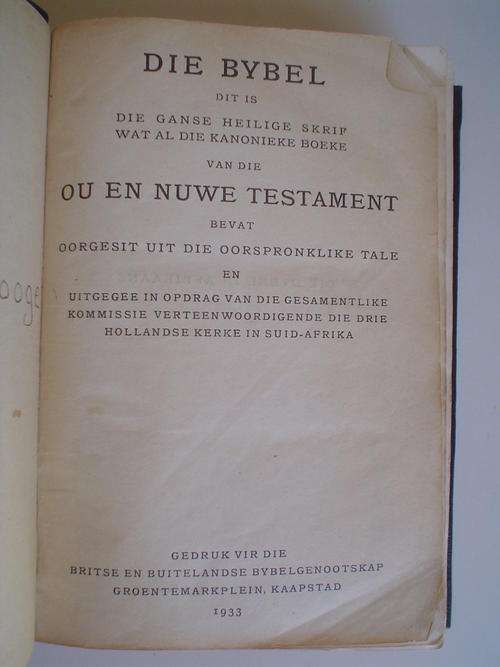 DIE BYBEL
DIT IS
DIE GANSE HEILIGE SKRIF
WAT AL DIE KANONIEKE BOEKE
VAN DIE
OU EN NUWE TESTAMENT
BEVAT
OORGESIT UIT DIE OORSPRONKLIKE TALE
EN
UITGEGEE IN OPDRAG VAN DIE GESAMENTLIKE
KOMMISSIE VERTEENWOORDIGENDE DIE DRIE
HOLLANDSE KERKE IN SUID-AFRIKA
GEDRUK VIR DIE
BRITSE EN BUITELANDSE BYBELGENOOTSKAP
GROENTEMARKPLEIN, KAAPSTAD
1933